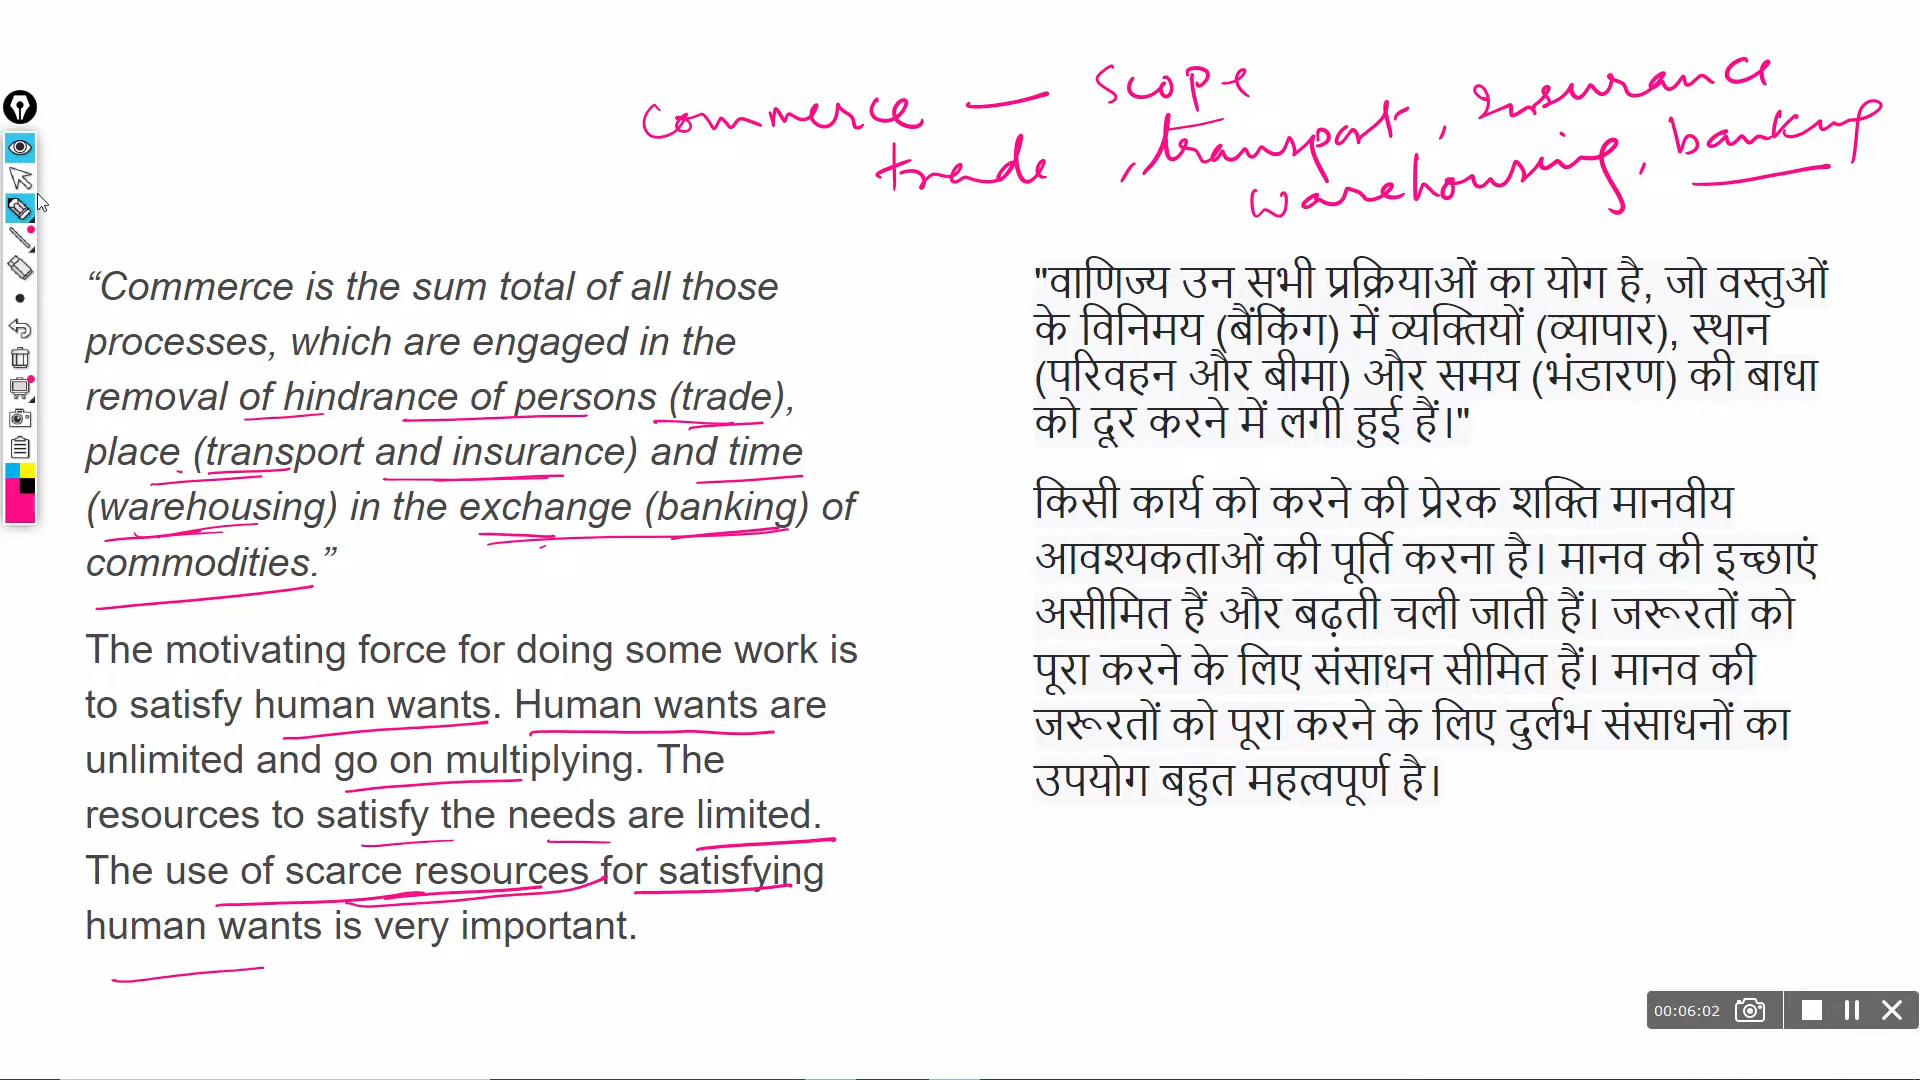 commerce — scope
trade, transport, Insurance
warehousing, banking
“Commerce is the sum total of all those
processes, which are engaged in the
removal of hindrance of persons (trade),
place (transport and insurance) and time
(warehousing) in the exchange (banking) of
commodities.”
The motivating force for doing some work is
to satisfy human wants. Human wants are
unlimited and go on multiplying. The
resources to satisfy the needs are limited.
The use of scarce resources for satisfying
human wants is very important.
"वाणिज्य उन सभी प्रक्रियाओं का योग है, जो वस्तुओं
के विनिमय (बैंकिंग) में व्यक्तियों (व्यापार), स्थान
(परिवहन और बीमा) और समय (भंडारण) की बाधा
को दूर करने में लगी हुई हैं।"
किसी कार्य को करने की प्रेरक शक्ति मानवीय
आवश्यकताओं की पूर्ति करना है। मानव की इच्छाएं
असीमित हैं और बढ़ती चली जाती हैं। जरूरतों को
पूरा करने के लिए संसाधन सीमित हैं। मानव की
जरूरतों को पूरा करने के लिए दुर्लभ संसाधनों का
उपयोग बहुत महत्वपूर्ण है।
00:06:02